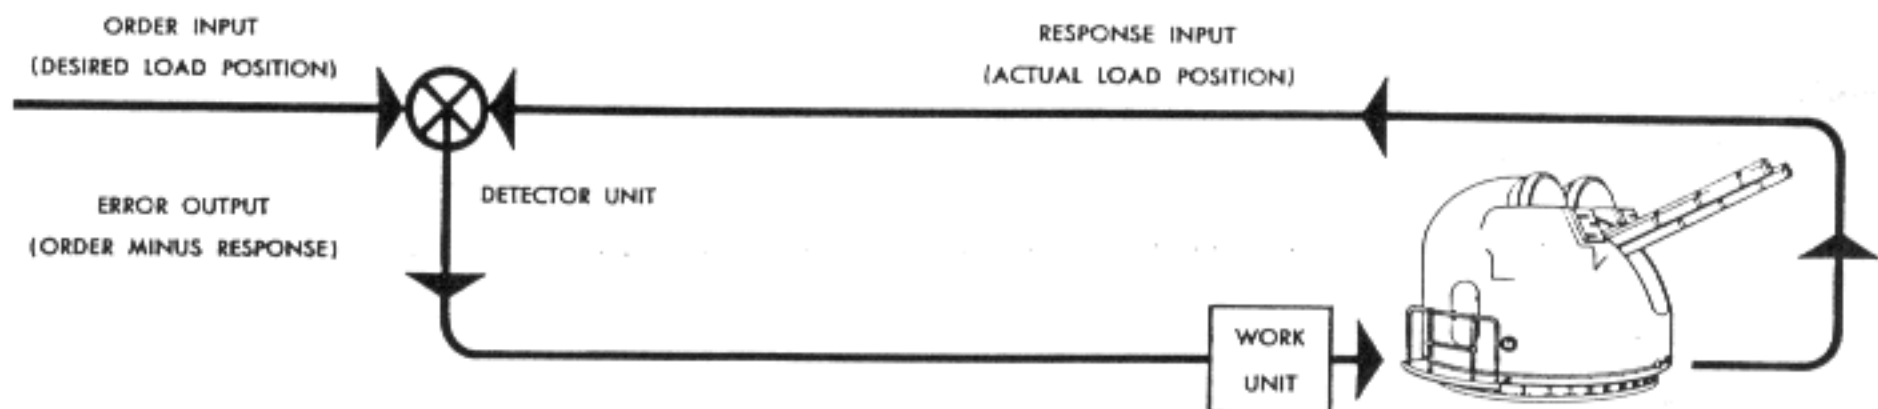 ORDER INPUT
(DESIRED LOAD POSITION)
RESPONSE INPUT
(ACTUAL LOAD POSITION)
ERROR OUTPUT
(ORDER MINUS RESPONSE)
DETECTOR UNIT
WORK
UNIT